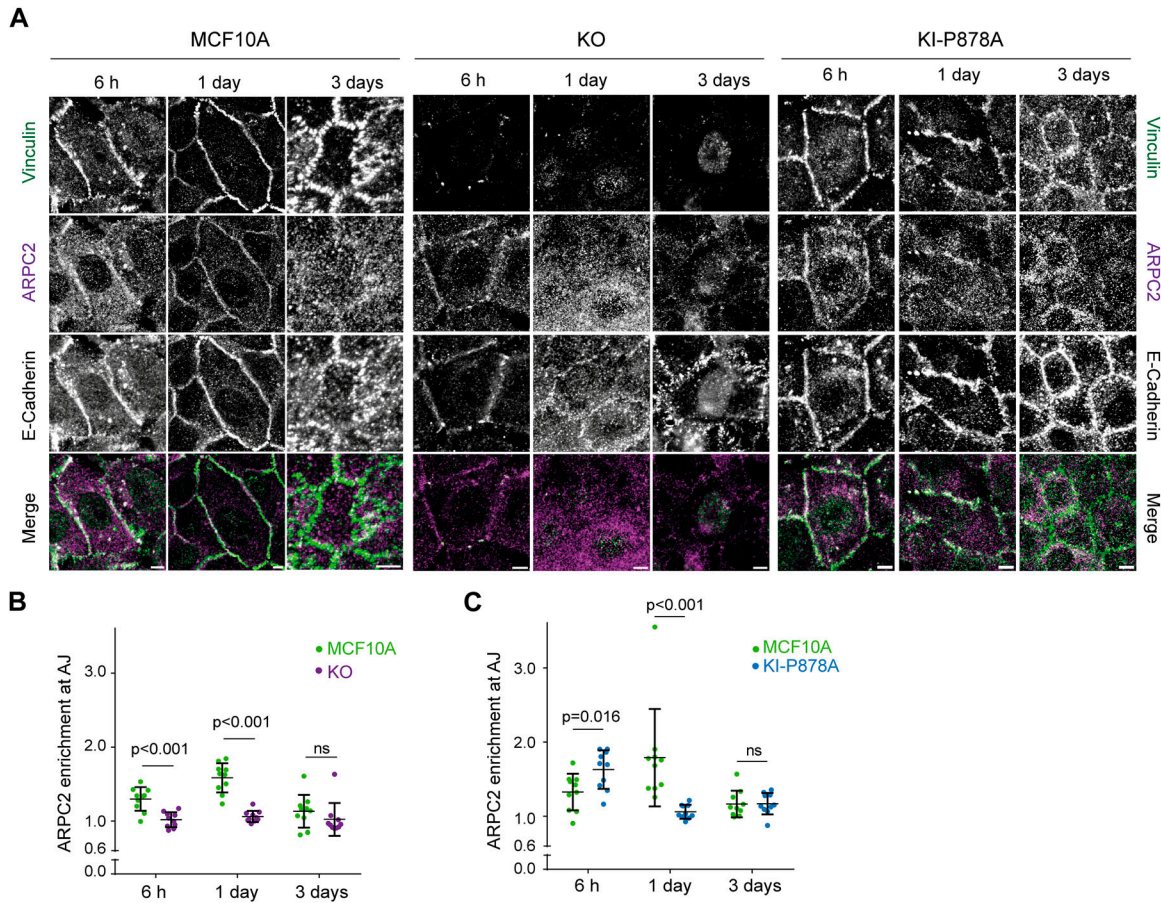 A
MCF10A
KO
KI-P878A
6 h
1 day
3 days
6 h
1 day
3 days
6 h
1 day
3 days
Vinculin
Vinculin
ARPC2
ARPC2
E-Cadherin
E-Cadherin
Merge
Merge
B
ARPC2 enrichment at AJ
3.0
2.0
1.0
0.6
0.0
MCF10A
KO
p<0.001
p<0.001
ns
6 h
1 day
3 days
C
ARPC2 enrichment at AJ
3.0
2.0
1.0
0.6
0.0
p<0.001
MCF10A
KI-P878A
p=0.016
ns
6 h
1 day
3 days